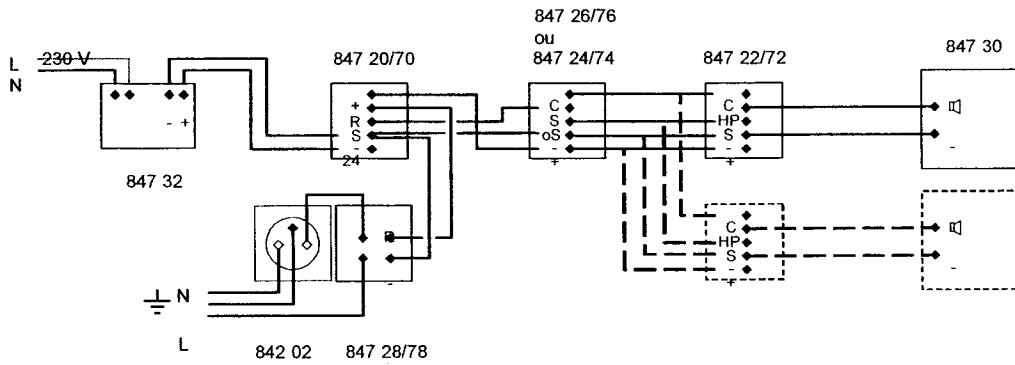 847 26/76
ou
847 24/74
847 20/70
847 22/72
847 30
L
N
230 V
- +
847 32
+
R
S
-
24
C
S
oS
-
+
C
HP
S
-
+
-
C
HP
S
-
+
-
-
N
L
842 02
847 28/78